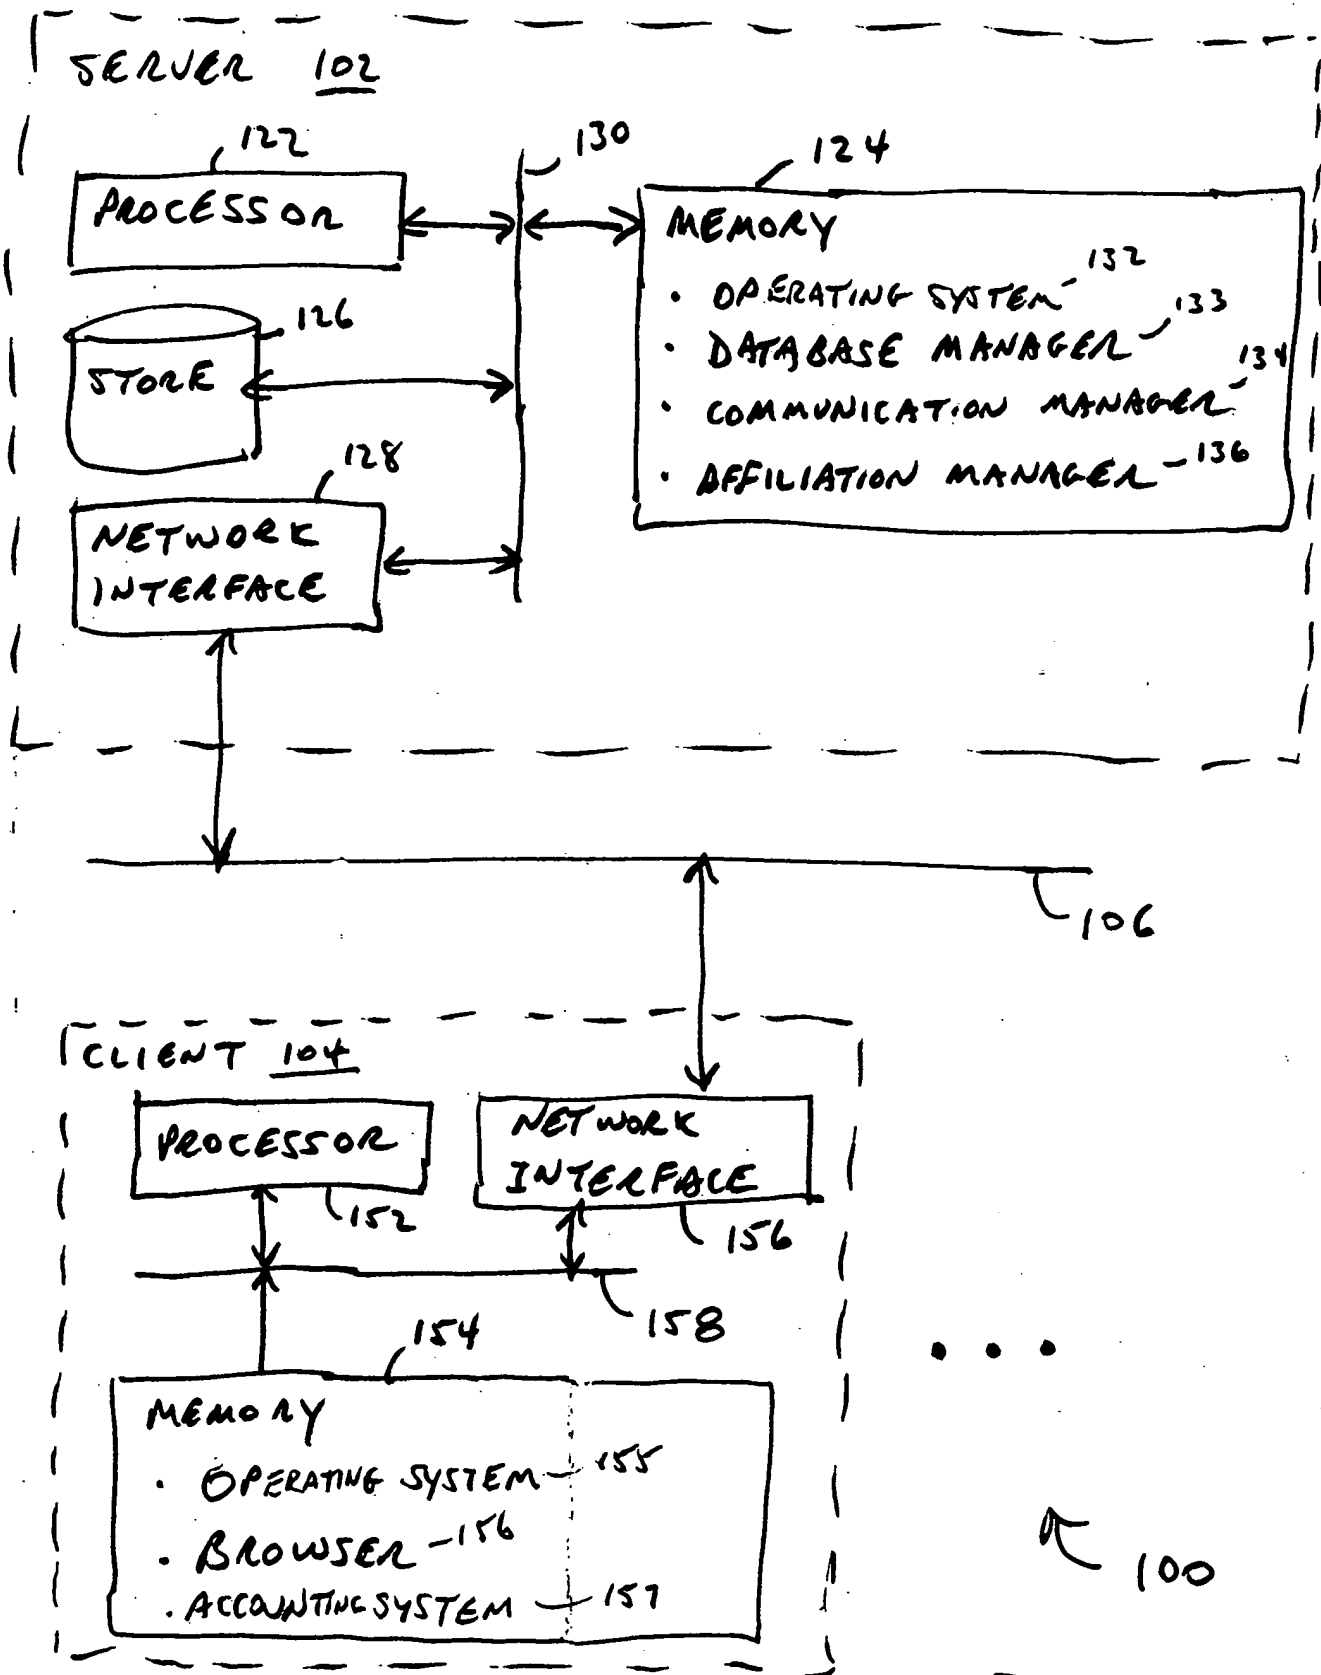 SERVER 102
122
130
124
PROCESSOR
MEMORY
· OPERATING SYSTEM 132
· DATABASE MANAGER 133
· COMMUNICATION MANAGER 134
· AFFILIATION MANAGER 136
126
STORE
128
NETWORK
INTERFACE
106
CLIENT 104
PROCESSOR
152
NETWORK
INTERFACE
156
158
154
MEMORY
· OPERATING SYSTEM 155
· BROWSER 156
· ACCOUNTING SYSTEM 157
100